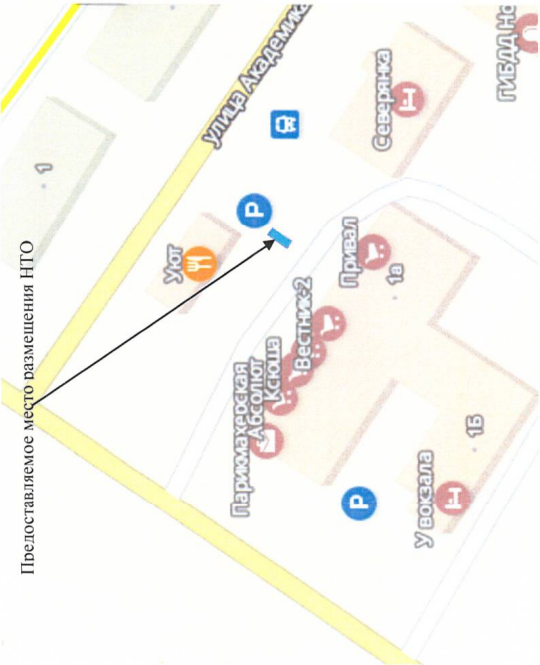 Предоставляемое место размещения НТО
1
улица Академика
Уют
P
Северянка
ГИБДД Но
Привал
1а
Вестник-2
Ксюша
Абсолют
Парикмахерская
P
1Б
У вокзала